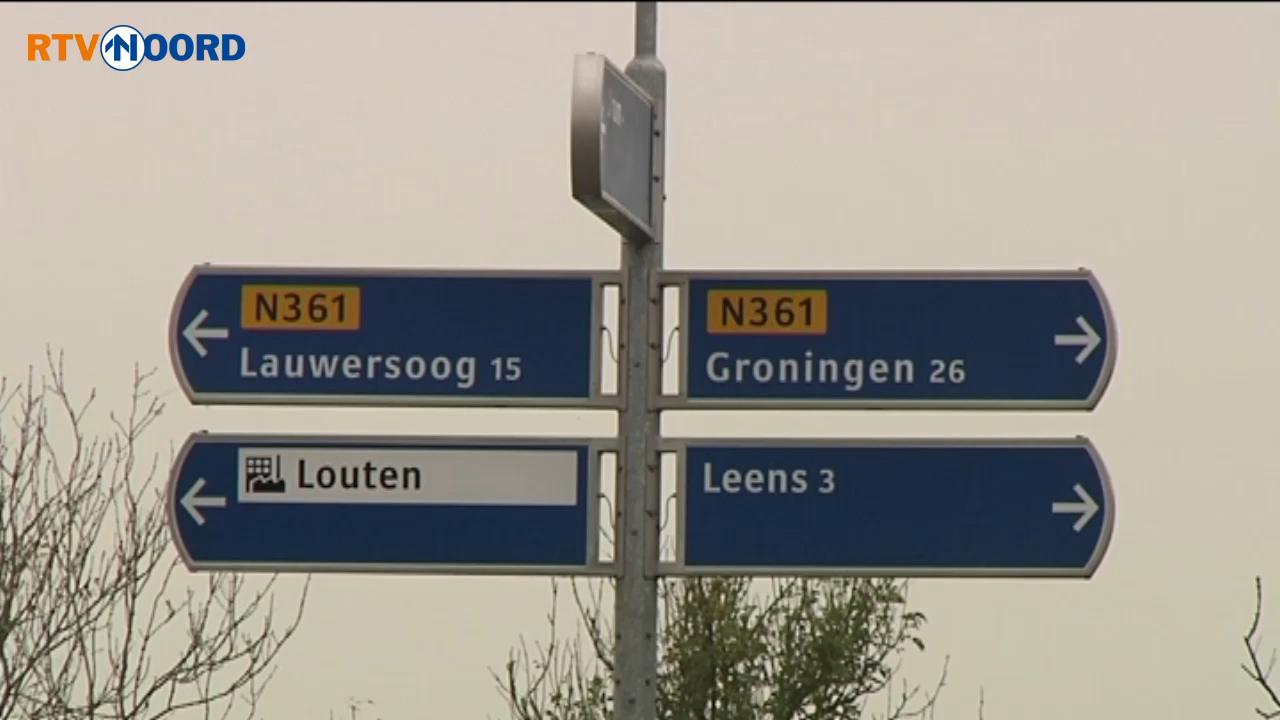 RTV NOORD
N361
Lauwersoog 15
N361
Groningen 26
Louten
Leens 3